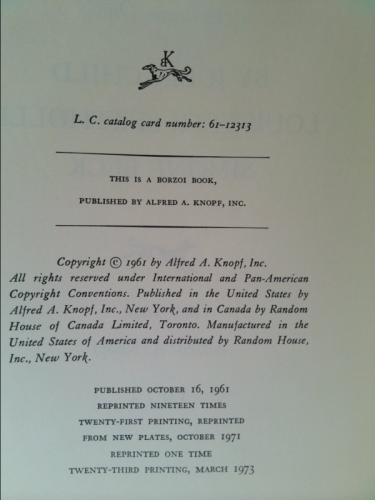 AK
L. C. catalog card number: 61–12313
THIS IS A BORZOI BOOK,
PUBLISHED BY ALFRED A. KNOPF, INC.
Copyright © 1961 by Alfred A. Knopf, Inc.
All rights reserved under International and Pan-American
Copyright Conventions. Published in the United States by
Alfred A. Knopf, Inc., New York, and in Canada by Random
House of Canada Limited, Toronto. Manufactured in the
United States of America and distributed by Random House,
Inc., New York.
PUBLISHED OCTOBER 16, 1961
REPRINTED NINETEEN TIMES
TWENTY-FIRST PRINTING, REPRINTED
FROM NEW PLATES, OCTOBER 1971
REPRINTED ONE TIME
TWENTY-THIRD PRINTING, MARCH 1973